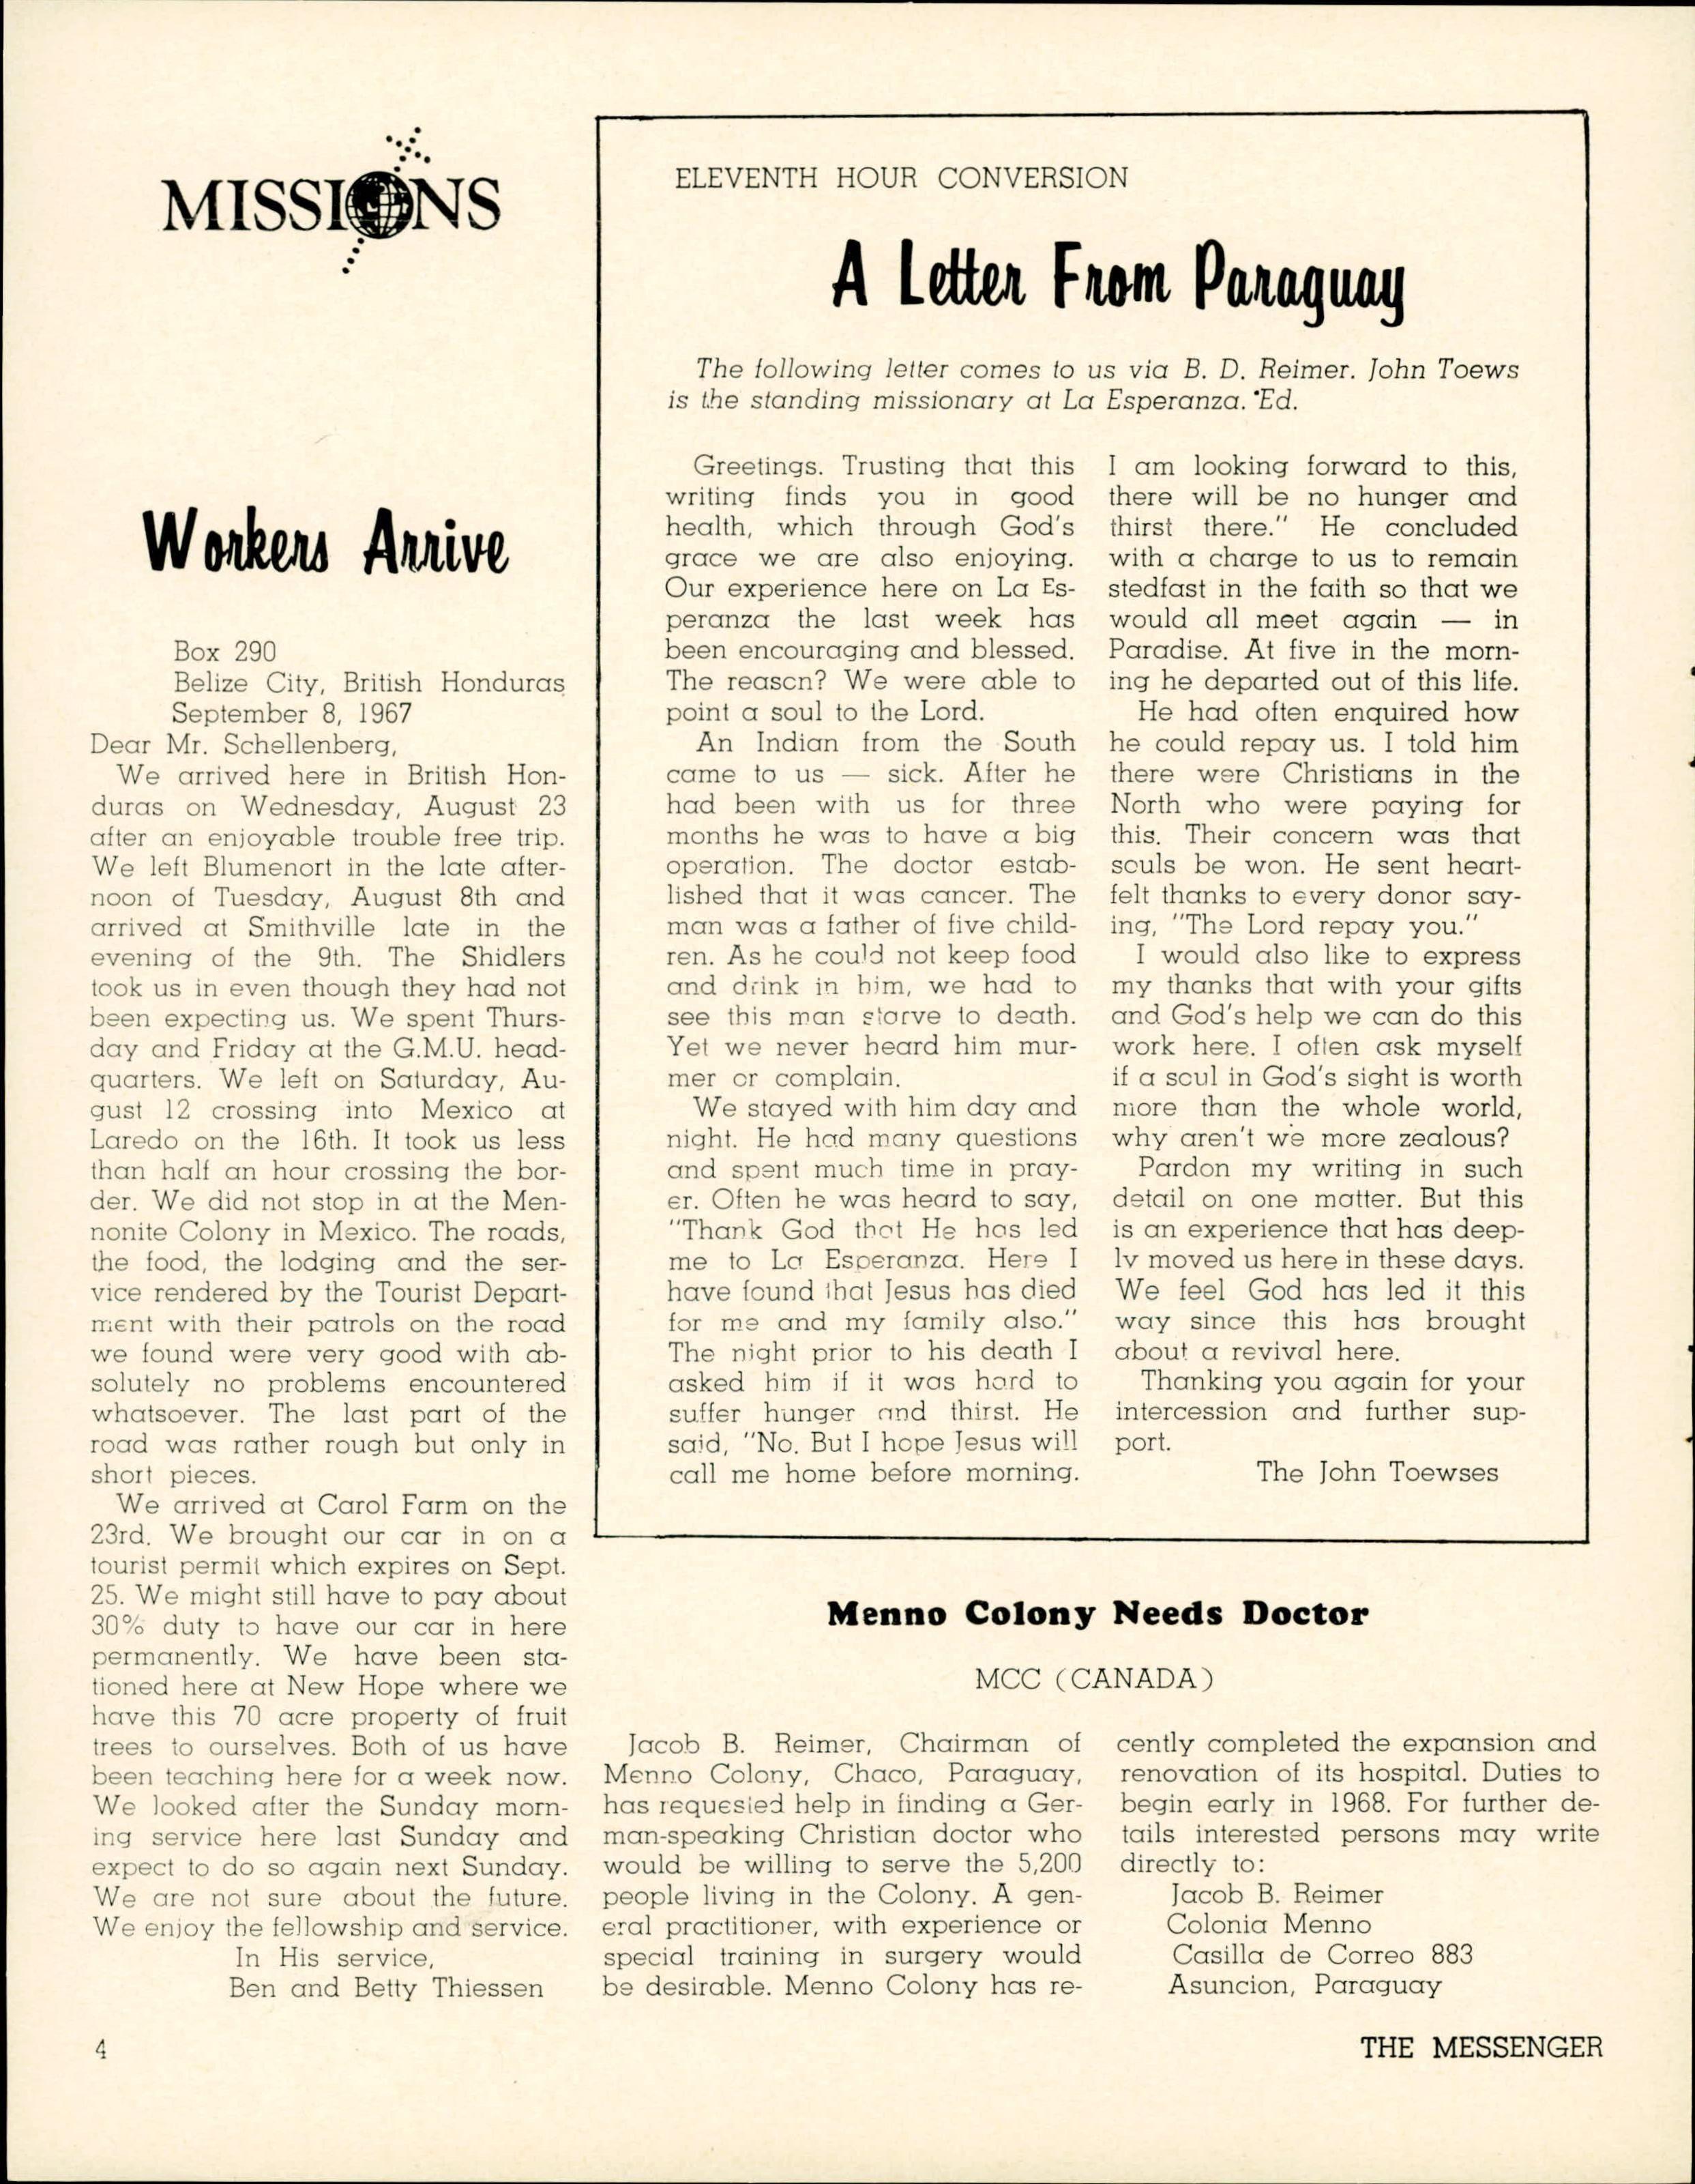 MISSIONS
Workers Arrive
Box 290
Belize City, British Honduras
September 8, 1967
Dear Mr. Schellenberg,
We arrived here in British Hon-
duras on Wednesday, August 23
after an enjoyable trouble free trip.
We left Blumenort in the late after-
noon of Tuesday, August 8th and
arrived at Smithville late in the
evening of the 9th. The Shidlers
took us in even though they had not
been expecting us. We spent Thurs-
day and Friday at the G.M.U. head-
quarters. We left on Saturday, Au-
gust 12 crossing into Mexico at
Laredo on the 16th. It took us less
than half an hour crossing the bor-
der. We did not stop in at the Men-
nonite Colony in Mexico. The roads,
the food, the lodging and the ser-
vice rendered by the Tourist Depart-
ment with their patrols on the road
we found were very good with ab-
solutely no problems encountered
whatsoever. The last part of the
road was rather rough but only in
short pieces.
We arrived at Carol Farm on the
23rd. We brought our car in on a
tourist permit which expires on Sept.
25. We might still have to pay about
30% duty to have our car in here
permanently. We have been sta-
tioned here at New Hope where we
have this 70 acre property of fruit
trees to ourselves. Both of us have
been teaching here for a week now.
We looked after the Sunday morn-
ing service here last Sunday and
expect to do so again next Sunday.
We are not sure about the future.
We enjoy the fellowship and service.
In His service,
Ben and Betty Thiessen
ELEVENTH HOUR CONVERSION
A Letter From Paraguay
The following letter comes to us via B. D. Reimer. John Toews
is the standing missionary at La Esperanza. *Ed.
Greetings. Trusting that this
writing finds you in good
health, which through God's
grace we are also enjoying.
Our experience here on La Es-
peranza the last week has
been encouraging and blessed.
The reason? We were able to
point a soul to the Lord.
An Indian from the South
came to us — sick. After he
had been with us for three
months he was to have a big
operation. The doctor estab-
lished that it was cancer. The
man was a father of five child-
ren. As he could not keep food
and drink in him, we had to
see this man starve to death.
Yet we never heard him mur-
mer or complain.
We stayed with him day and
night. He had many questions
and spent much time in pray-
er. Often he was heard to say,
"Thank God that He has led
me to La Esperanza. Here I
have found that Jesus has died
for me and my family also."
The night prior to his death I
asked him if it was hard to
suffer hunger and thirst. He
said, "No. But I hope Jesus will
call me home before morning.
I am looking forward to this,
there will be no hunger and
thirst there." He concluded
with a charge to us to remain
stedfast in the faith so that we
would all meet again — in
Paradise. At five in the morn-
ing he departed out of this life.
He had often enquired how
he could repay us. I told him
there were Christians in the
North who were paying for
this. Their concern was that
souls be won. He sent heart-
felt thanks to every donor say-
ing, "The Lord repay you."
I would also like to express
my thanks that with your gifts
and God's help we can do this
work here. I often ask myself
if a soul in God's sight is worth
more than the whole world,
why aren't we more zealous?
Pardon my writing in such
detail on one matter. But this
is an experience that has deep-
ly moved us here in these days.
We feel God has led it this
way since this has brought
about a revival here.
Thanking you again for your
intercession and further sup-
port.
The John Toewses
Menno Colony Needs Doctor
MCC (CANADA)
Jacob B. Reimer, Chairman of
Menno Colony, Chaco, Paraguay,
has requested help in finding a Ger-
man-speaking Christian doctor who
would be willing to serve the 5,200
people living in the Colony. A gen-
eral practitioner, with experience or
special training in surgery would
be desirable. Menno Colony has re-
cently completed the expansion and
renovation of its hospital. Duties to
begin early in 1968. For further de-
tails interested persons may write
directly to:
Jacob B. Reimer
Colonia Menno
Casilla de Correo 883
Asuncion, Paraguay
4
THE MESSENGER